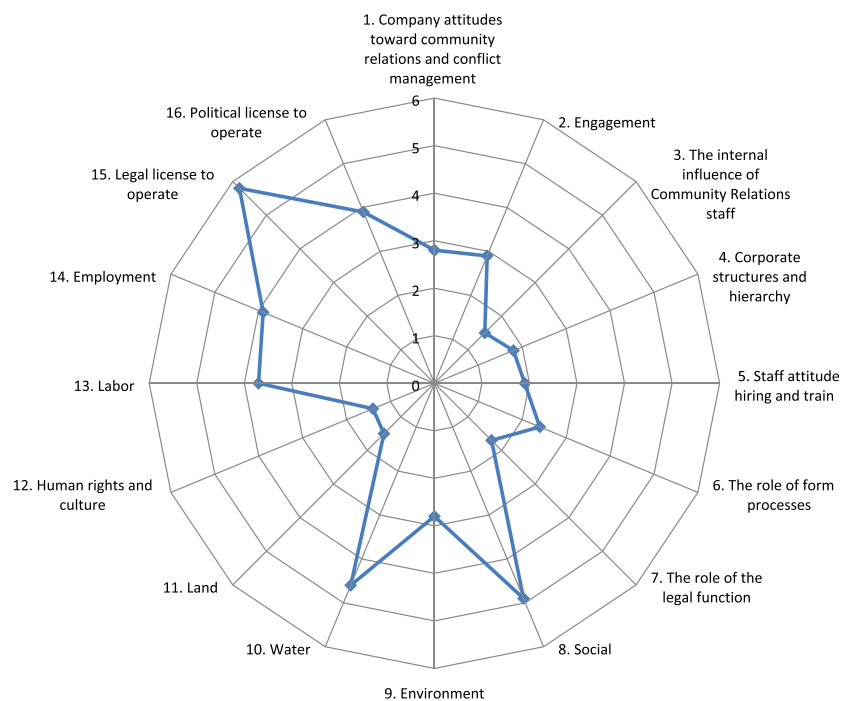 1. Company attitudes
toward community
relations and conflict
management
2. Engagement
3. The internal
influence of
Community Relations
staff
4. Corporate
structures and
hierarchy
5. Staff attitude
hiring and train
6. The role of form
processes
7. The role of the
legal function
8. Social
9. Environment
10. Water
11. Land
12. Human rights and
culture
13. Labor
14. Employment
15. Legal license to
operate
16. Political license to
operate
6
5
4
3
2
1
0